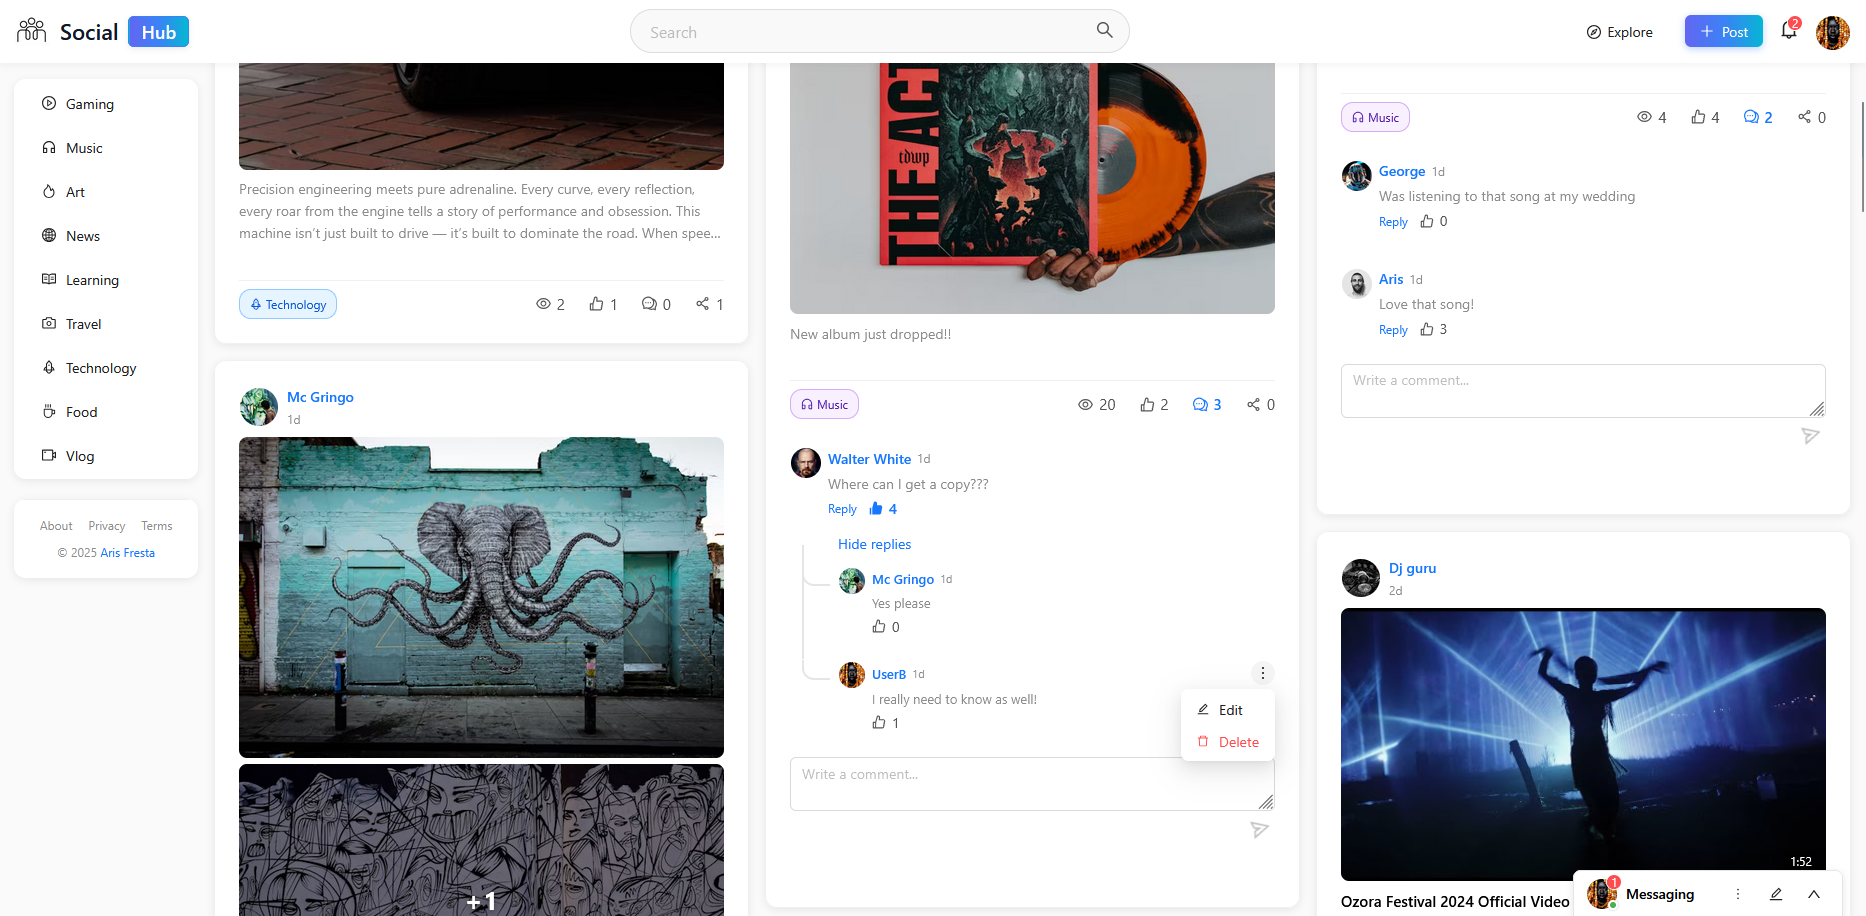 Social Hub
Search
Explore
+ Post
2
Gaming
Music
Art
News
Learning
Travel
Technology
Food
Vlog
About Privacy Terms
© 2025 Aris Fresta
Precision engineering meets pure adrenaline. Every curve, every reflection,
every roar from the engine tells a story of performance and obsession. This
machine isn’t just built to drive — it’s built to dominate the road. When spee...
Technology
2 1 0 1
Mc Gringo
1d
+1
THE ACT
tdwp
New album just dropped!!
Music
20 2 3 0
Walter White 1d
Where can I get a copy???
Reply 4
Hide replies
Mc Gringo 1d
Yes please
0
UserB 1d
I really need to know as well!
1
Edit
Delete
Write a comment...
Music
4 4 2 0
George 1d
Was listening to that song at my wedding
Reply 0
Aris 1d
Love that song!
Reply 3
Write a comment...
Dj guru
2d
1:52
Ozora Festival 2024 Official Video
1
Messaging